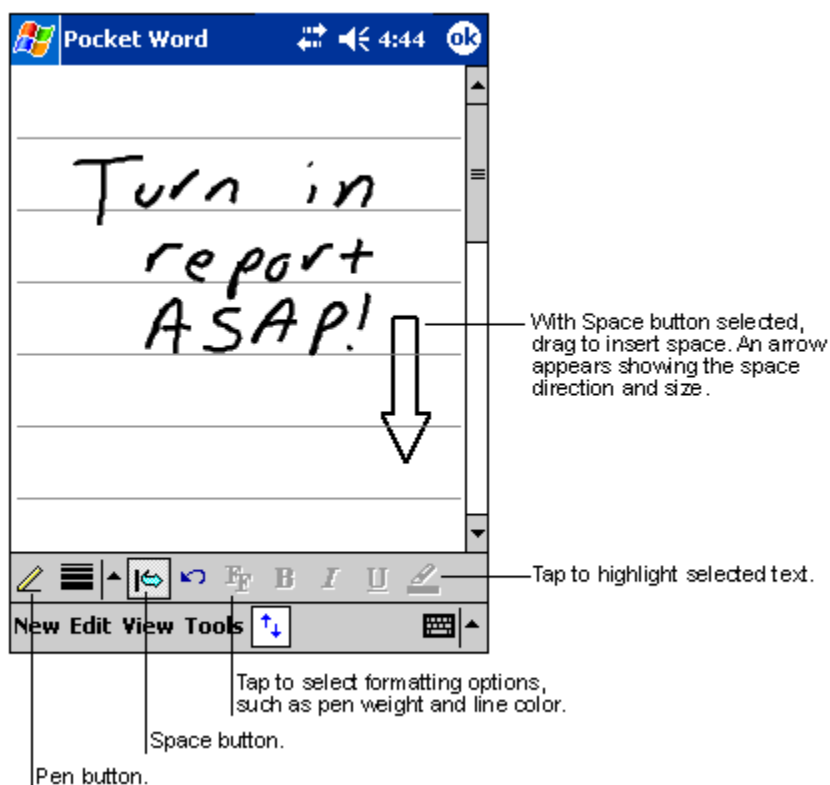 Pocket Word 4:44 ok
Turn in
report
ASAP!
With Space button selected,
drag to insert space. An arrow
appears showing the space
direction and size.
FF B I U
Tap to highlight selected text.
New Edit View Tools
Tap to select formatting options,
such as pen weight and line color.
Space button.
Pen button.